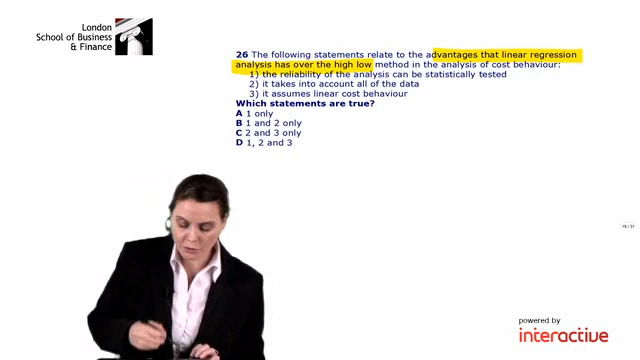 London
School of Business
& Finance
26 The following statements relate to the advantages that linear regression
analysis has over the high low method in the analysis of cost behaviour:
1) the reliability of the analysis can be statistically tested
2) it takes into account all of the data
3) it assumes linear cost behaviour
Which statements are true?
A 1 only
B 1 and 2 only
C 2 and 3 only
D 1, 2 and 3
powered by
interactive